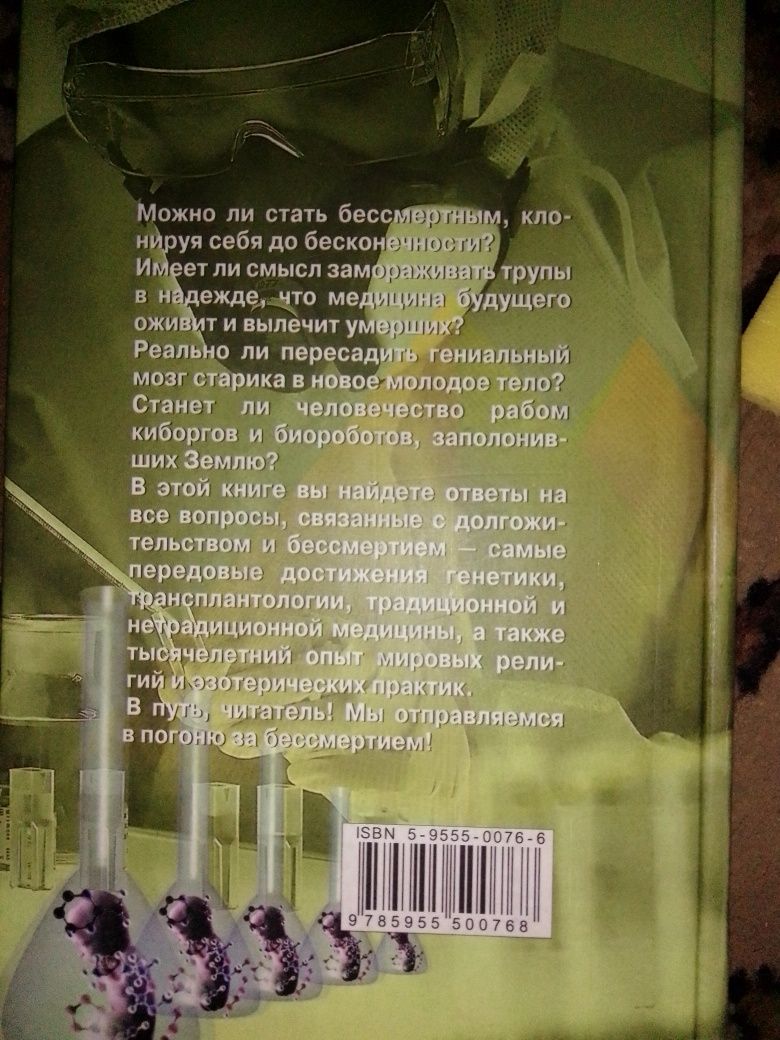 Можно ли стать бессмертным, кло-
нируя себя до бесконечности?
Имеет ли смысл замораживать трупы
в надежде, что медицина будущего
оживит и вылечит умерших?
Реально ли пересадить гениальный
мозг старика в новое молодое тело?
Станет ли человечество рабом
киборгов и биороботов, заполонив-
ших Землю?
В этой книге вы найдете ответы на
все вопросы, связанные с долгожи-
тельством и бессмертием — самые
передовые достижения генетики,
трансплантологии, традиционной и
нетрадиционной медицины, а также
тысячелетний опыт мировых рели-
гий и эзотерических практик.
В путь, читатель! Мы отправляемся
в погоню за бессмертием!
ISBN 5-9555-0076-6
9 785955 500768